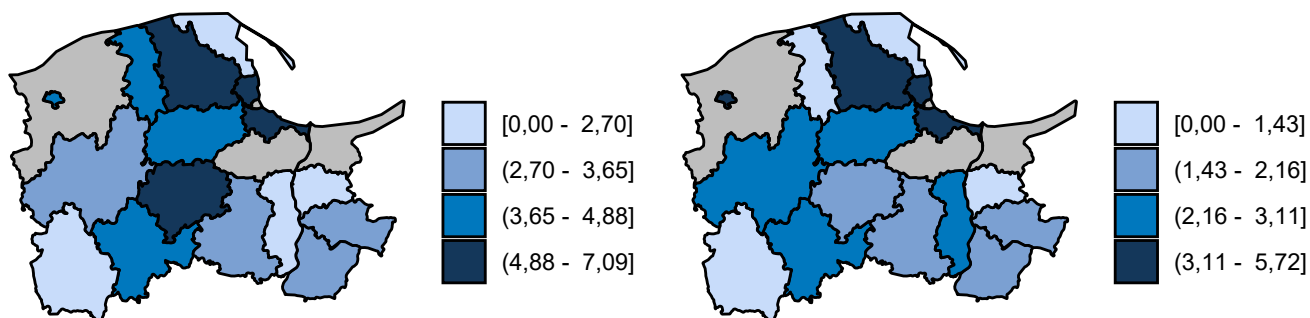 [0,00 - 2,70]
(2,70 - 3,65]
(3,65 - 4,88]
(4,88 - 7,09]
[0,00 - 1,43]
(1,43 - 2,16]
(2,16 - 3,11]
(3,11 - 5,72]